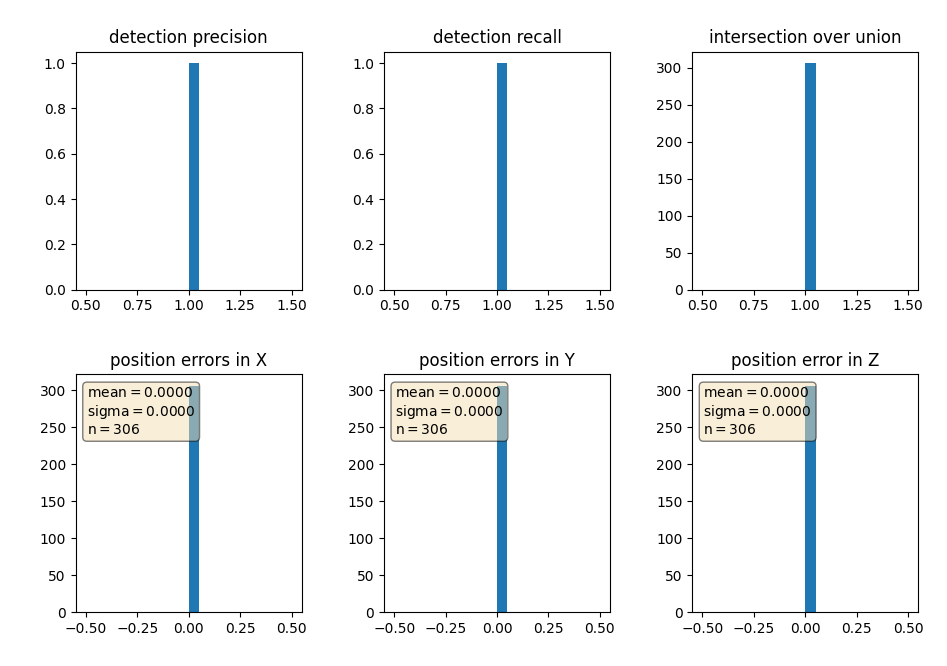 detection precision
detection recall
intersection over union
1.0
0.8
0.6
0.4
0.2
0.0
0.50 0.75 1.00 1.25 1.50
1.0
0.8
0.6
0.4
0.2
0.0
0.50 0.75 1.00 1.25 1.50
300
250
200
150
100
50
0
0.50 0.75 1.00 1.25 1.50
position errors in X
position errors in Y
position error in Z
300
250
200
150
100
50
0
mean = 0.0000
sigma = 0.0000
n = 306
−0.50 −0.25 0.00 0.25 0.50
300
250
200
150
100
50
0
mean = 0.0000
sigma = 0.0000
n = 306
−0.50 −0.25 0.00 0.25 0.50
300
250
200
150
100
50
0
mean = 0.0000
sigma = 0.0000
n = 306
−0.50 −0.25 0.00 0.25 0.50